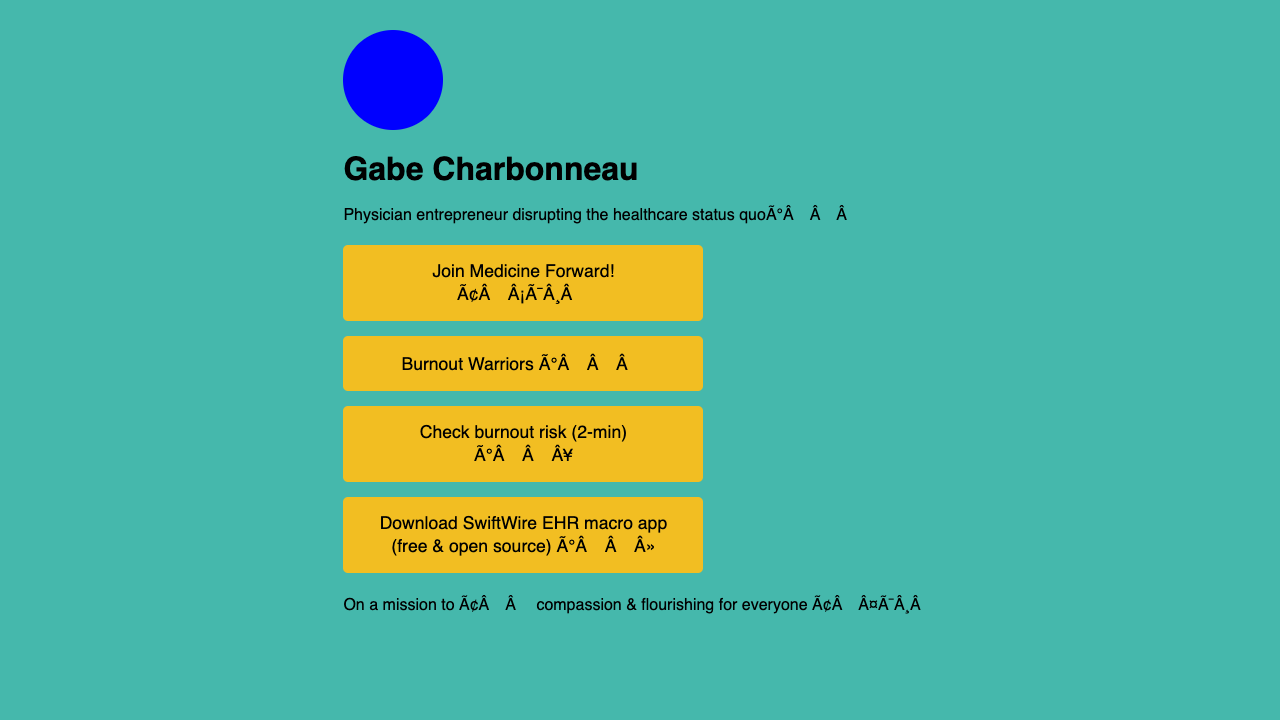 Gabe Charbonneau
Physician entrepreneur disrupting the healthcare status quoÃ°Â Â Â
Join Medicine Forward!
Ã¢Â Â¡Ã¯Â¸Â
Burnout Warriors Ã°Â Â Â
Check burnout risk (2-min)
Ã°Â Â Â¥
Download SwiftWire EHR macro app
(free & open source) Ã°Â Â Â»
On a mission to Ã¢Â Â compassion & flourishing for everyone Ã¢Â Â¤Ã¯Â¸Â